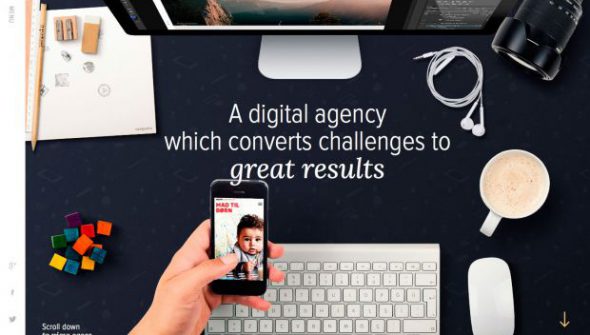 A digital agency
which converts challenges to
great results
MAD TIL
BØRN
Scroll down